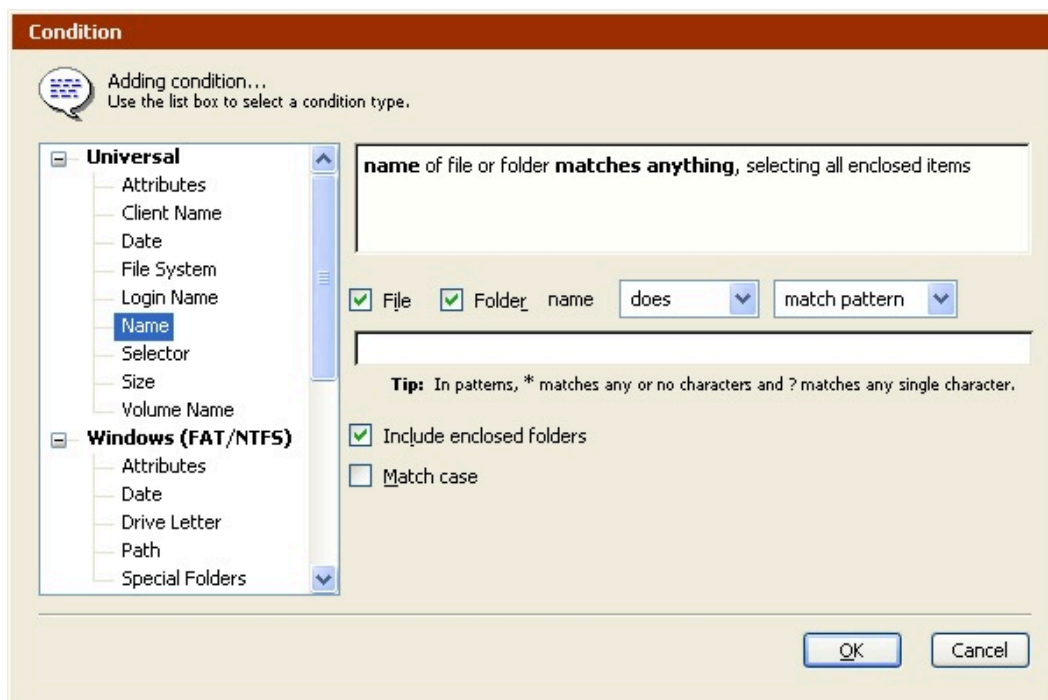 Condition
Adding condition...
Use the list box to select a condition type.
Universal
Attributes
Client Name
Date
File System
Login Name
Name
Selector
Size
Volume Name
Windows (FAT/NTFS)
Attributes
Date
Drive Letter
Path
Special Folders
name of file or folder matches anything, selecting all enclosed items
File Folder name does match pattern
Tip: In patterns, * matches any or no characters and ? matches any single character.
Include enclosed folders
Match case
OK Cancel